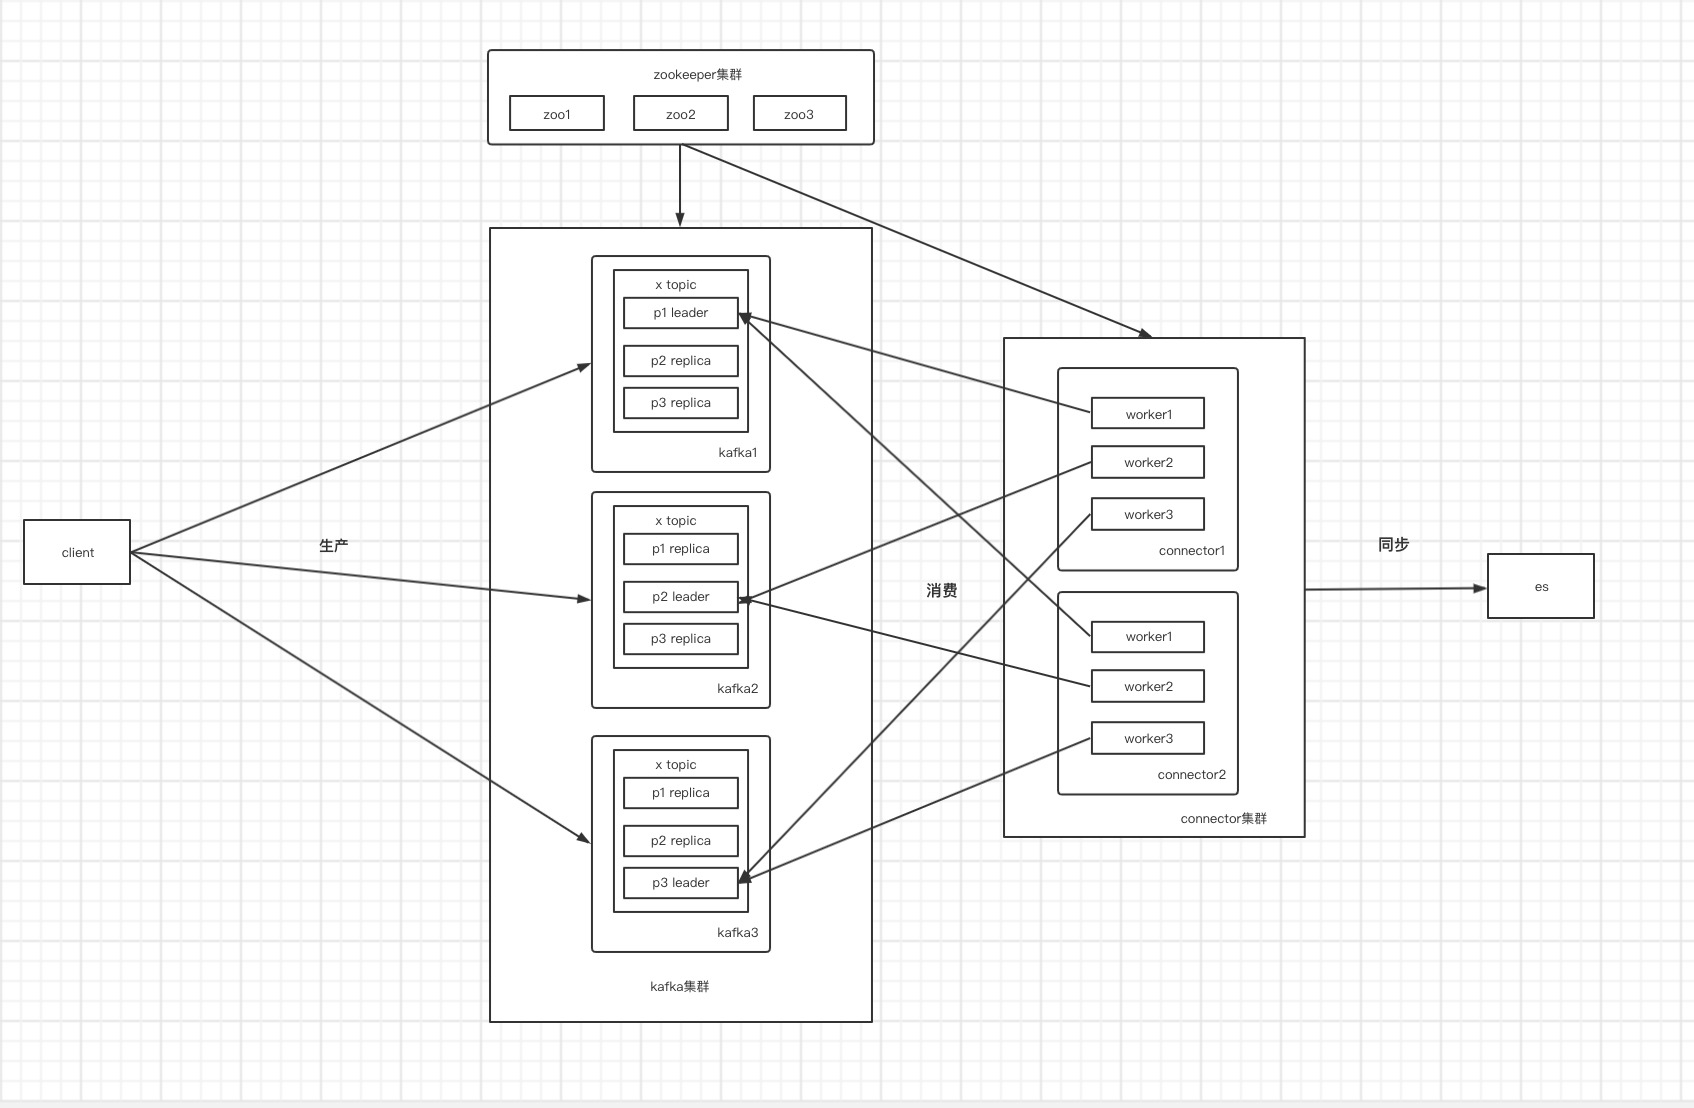 zookeeper集群
zoo1
zoo2
zoo3
x topic
p1 leader
p2 replica
p3 replica
kafka1
x topic
p1 replica
p2 leader
p3 replica
kafka2
x topic
p1 replica
p2 replica
p3 leader
kafka3
kafka集群
client
生产
消费
worker1
worker2
worker3
connector1
worker1
worker2
worker3
connector2
connector集群
同步
es